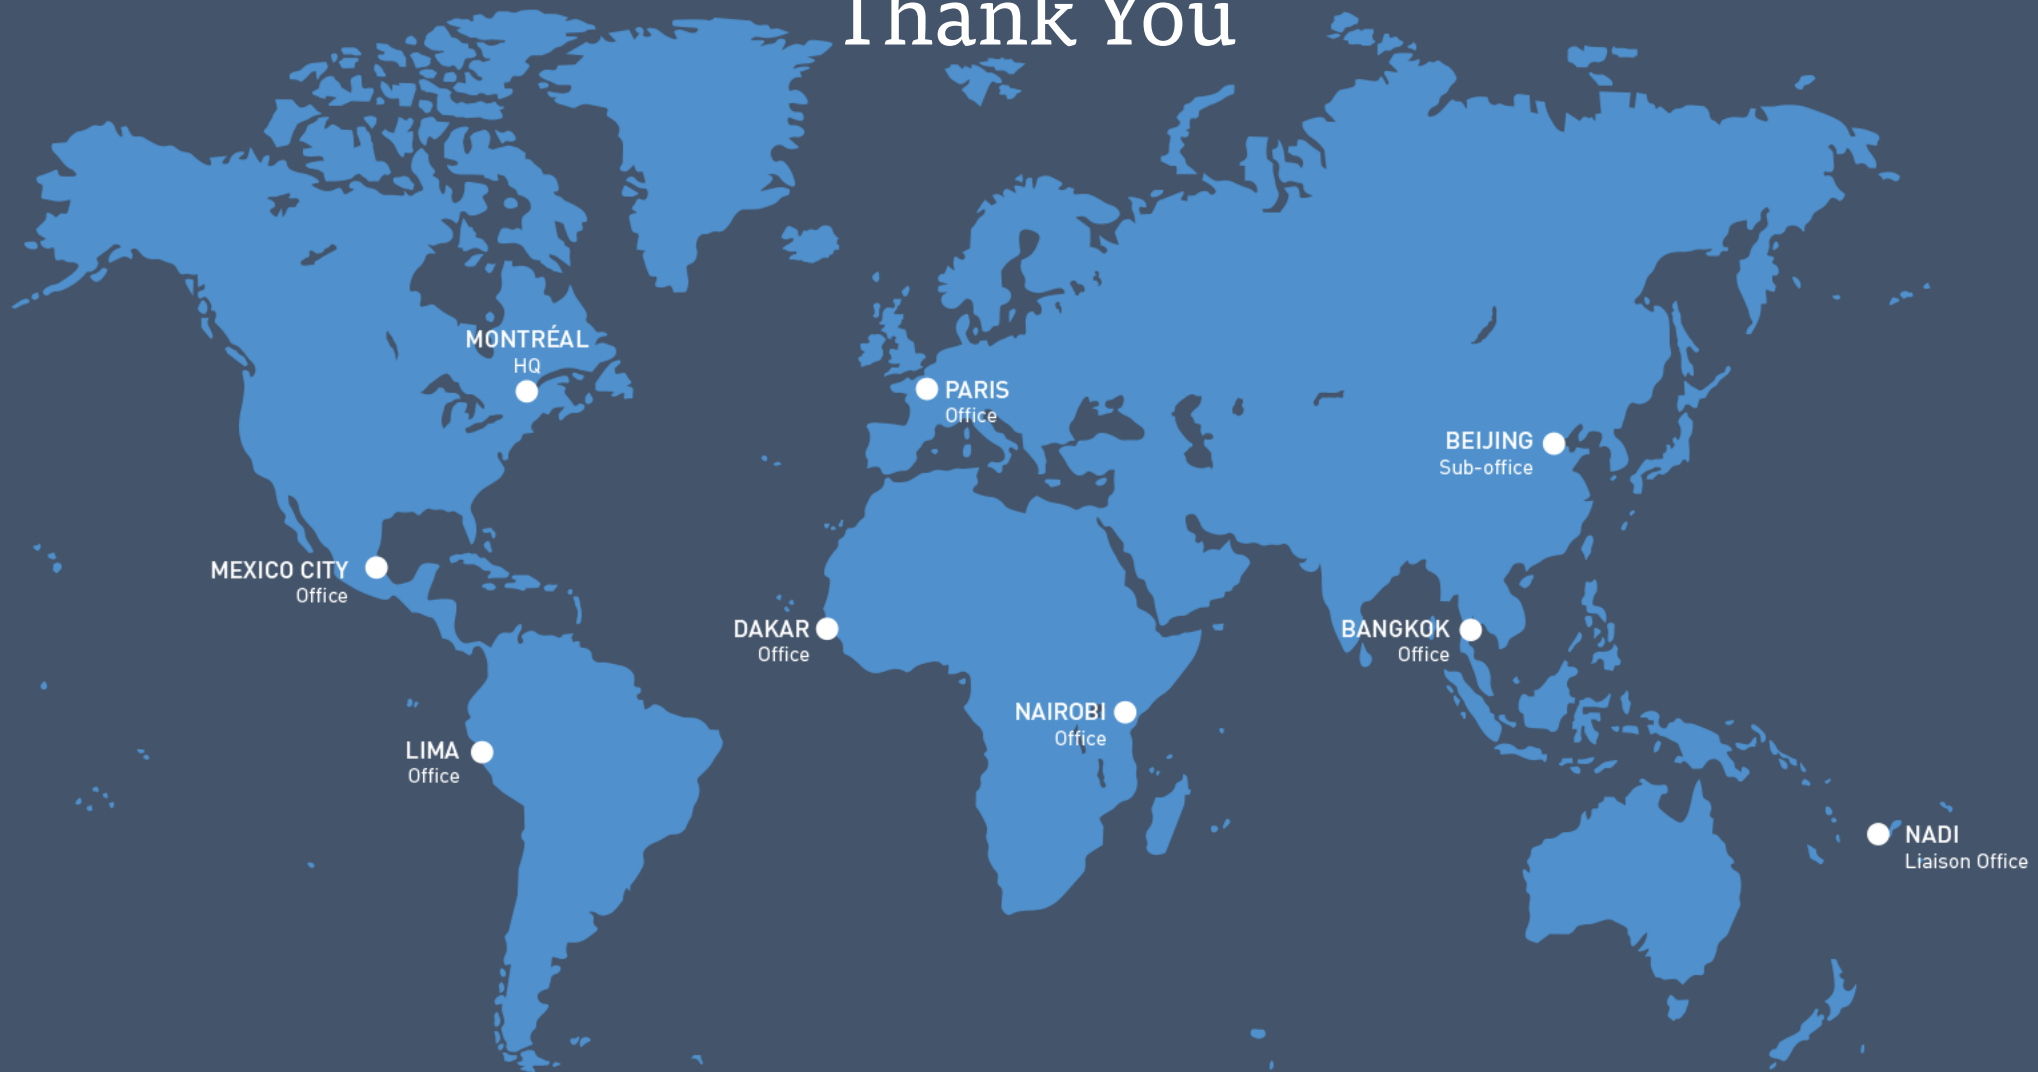 Thank You
MONTRÉAL
HQ
PARIS
Office
BEIJING
Sub-office
MEXICO CITY
Office
DAKAR
Office
BANGKOK
Office
NAIROBI
Office
LIMA
Office
NADI
Liaison Office